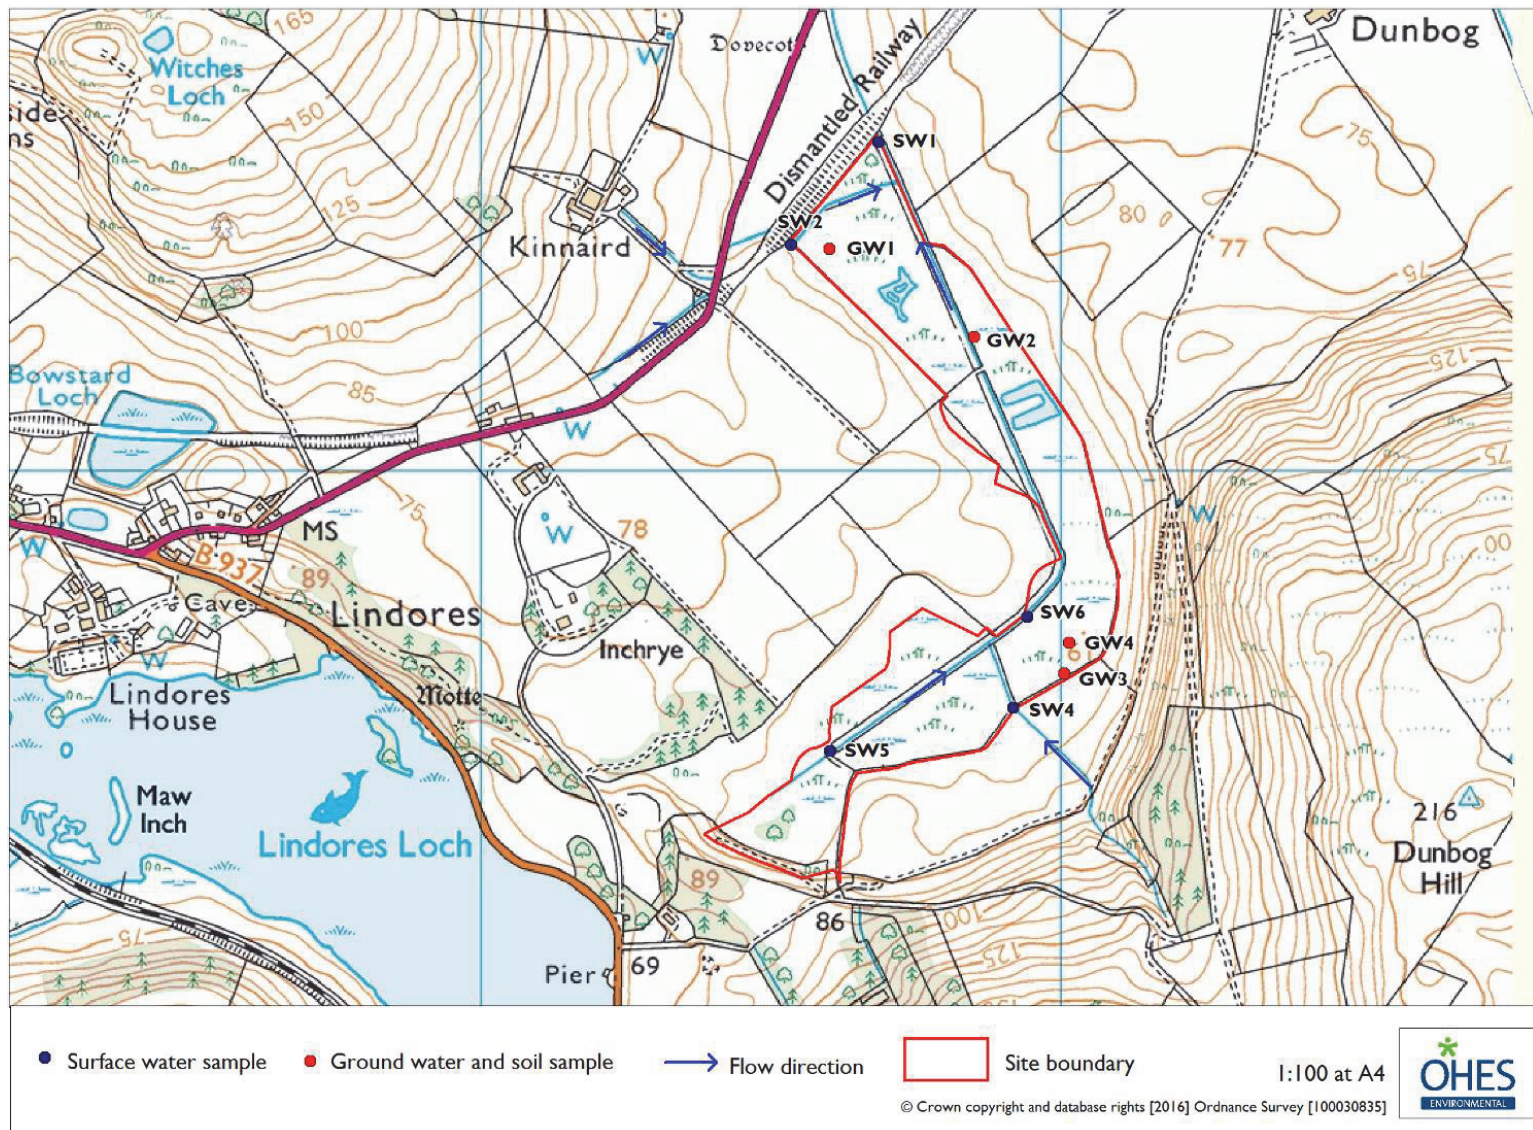 165
Witches
Loch
150
125
100
85
Dovecot
W
Dismantled Railway
Dunbog
75
80
77
75
125
75
SW1
SW2
GW1
GW2
Kinnaird
Bowstard
Loch
W
W
W
MS
75
78
B 937
89
Cave
Lindores
W
Inchrye
Motte
Lindores
House
Maw
Inch
Lindores Loch
SW6
GW4
GW3
SW4
SW5
W
00
216
Dunbog
Hill
89
86
100
125
75
Pier
69
Surface water sample
Ground water and soil sample
Flow direction
Site boundary
1:100 at A4
© Crown copyright and database rights [2016] Ordnance Survey [100030835]
OHES
ENVIRONMENTAL